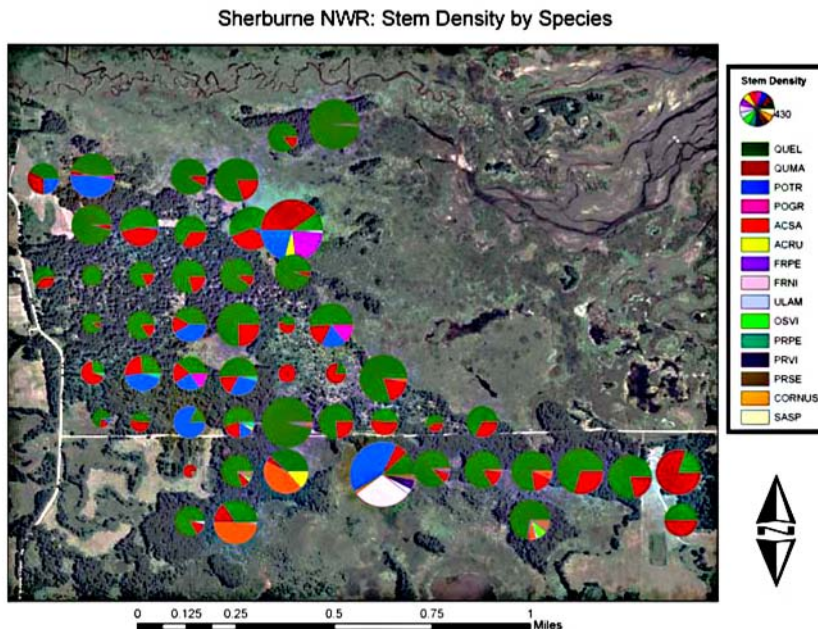 Sherburne NWR: Stem Density by Species
Stem Density
430
QUEL
QUMA
POTR
POGR
ACSA
ACRU
FRPE
FRNI
ULAM
OSVI
PRPE
PRVI
PRSE
CORNUS
SASP
N
0 0.125 0.25 0.5 0.75 1
Miles